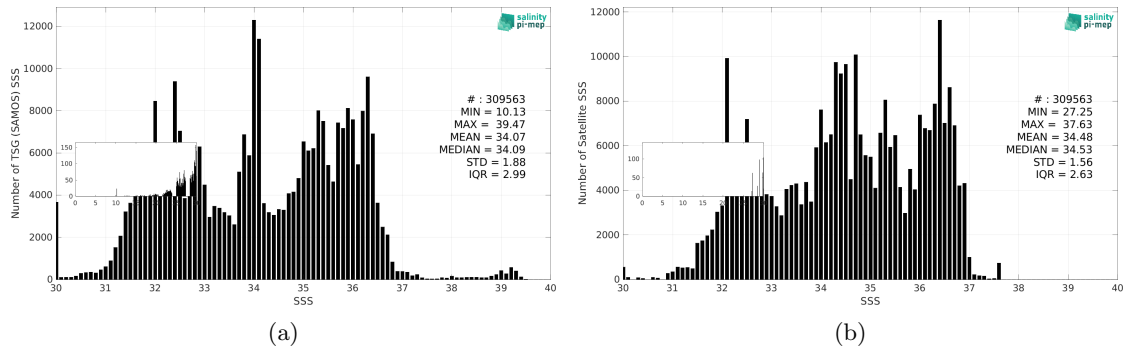 salinity
pi-mep
# : 309563
MIN = 10.13
MAX = 39.47
MEAN = 34.07
MEDIAN = 34.09
STD = 1.88
IQR = 2.99
Number of TSG (SAMOS) SSS
12000
10000
8000
6000
4000
2000
0
150
100
50
0
0 5 10
30 31 32 33 34 35 36 37 38 39 40
SSS
(a)
salinity
pi-mep
# : 309563
MIN = 27.25
MAX = 37.63
MEAN = 34.48
MEDIAN = 34.53
STD = 1.56
IQR = 2.63
Number of Satellite SSS
12000
10000
8000
6000
4000
2000
0
100
50
0
0 5 10 15
30 31 32 33 34 35 36 37 38 39 40
SSS
(b)